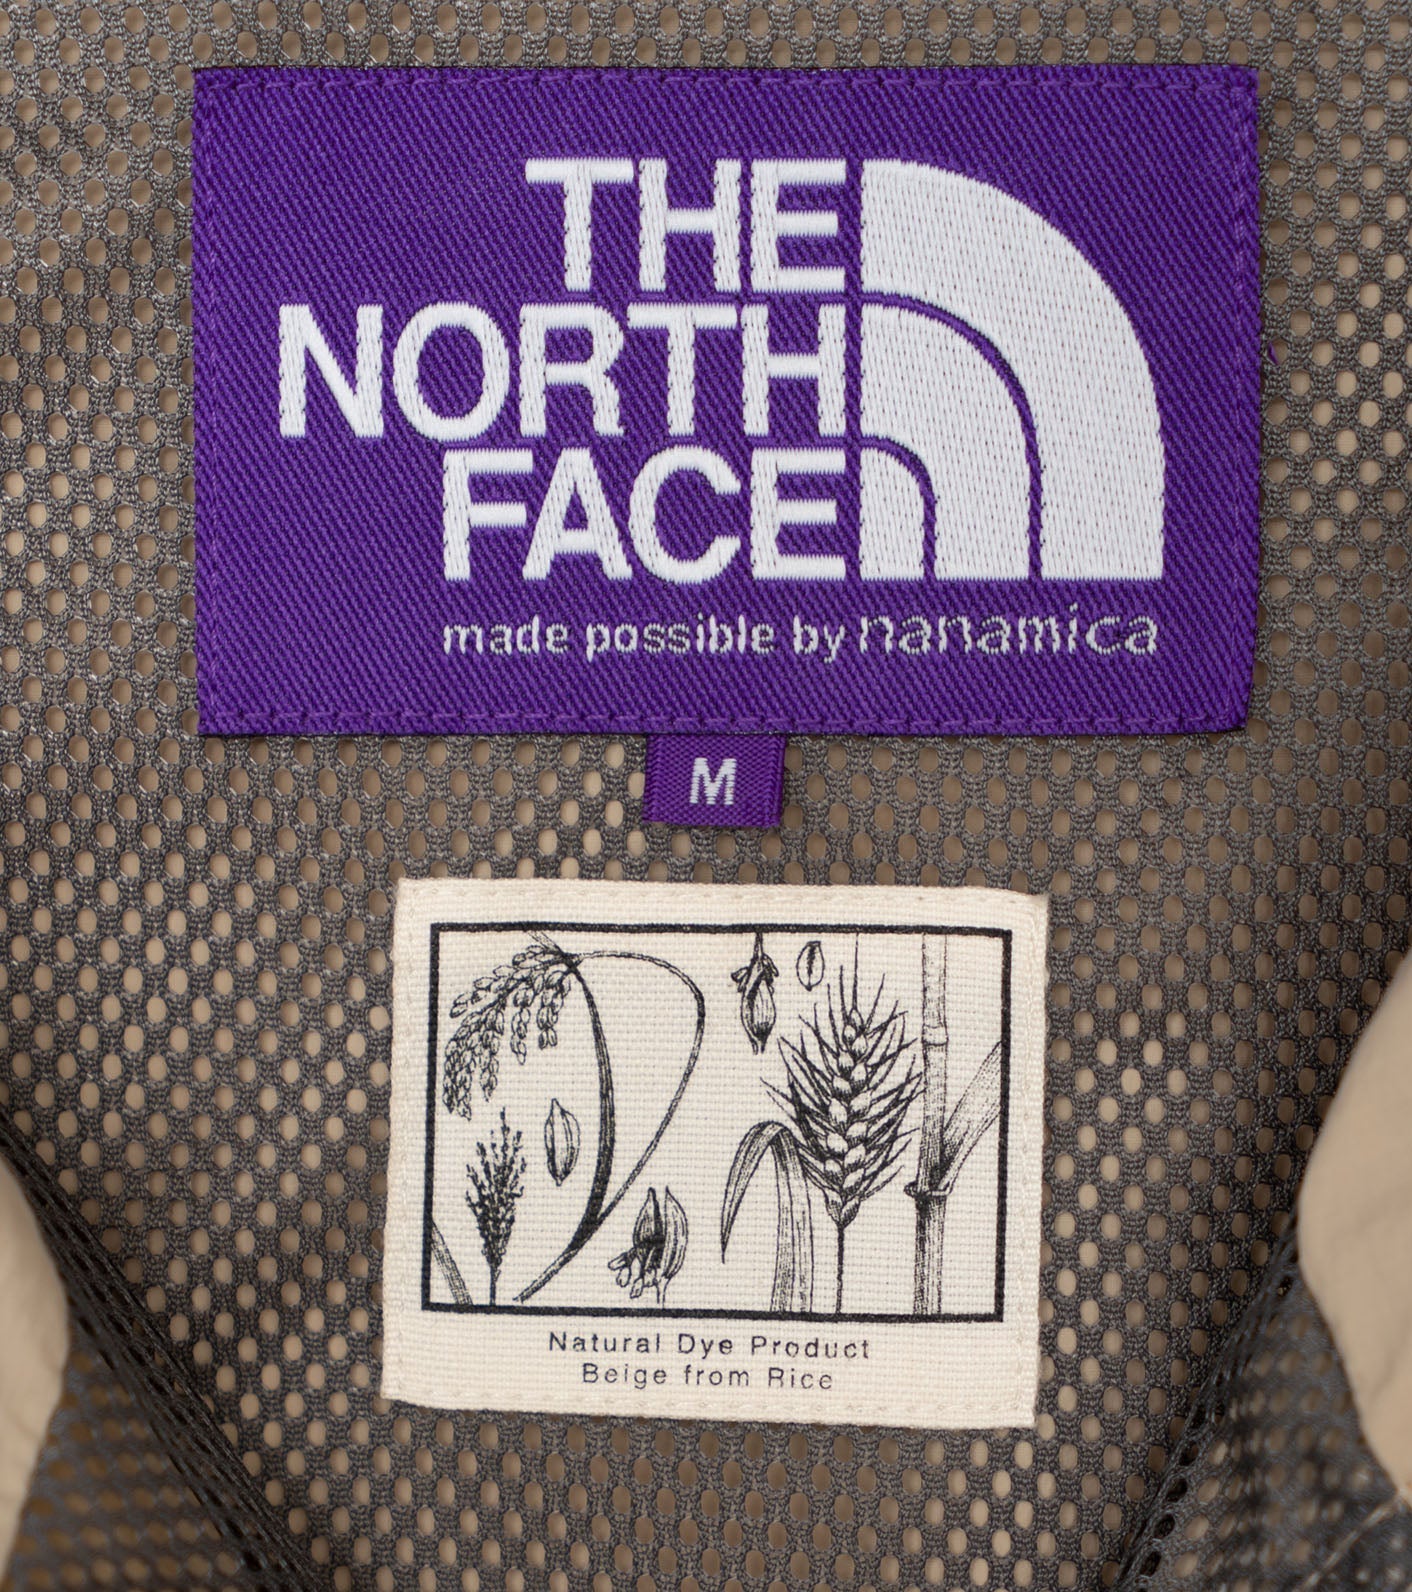 THE
NORTH
FACE
made possible by nanamica
M
Natural Dye Product
Beige from Rice